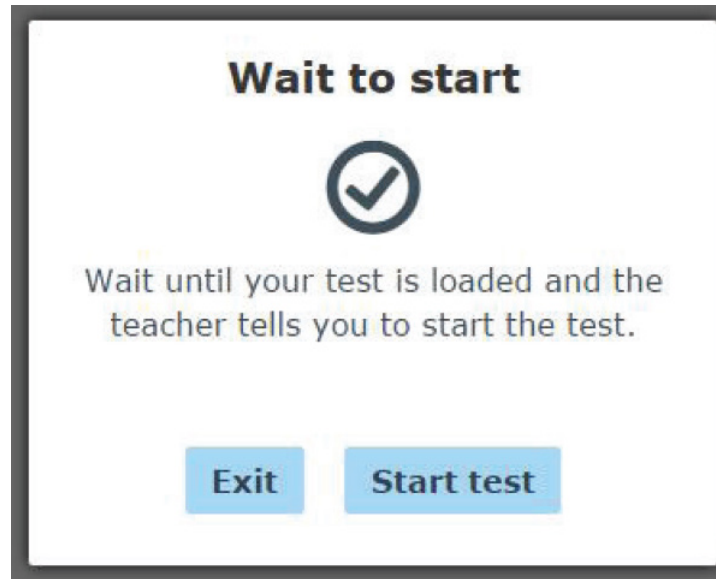 Wait to start
Wait until your test is loaded and the
teacher tells you to start the test.
Exit
Start test